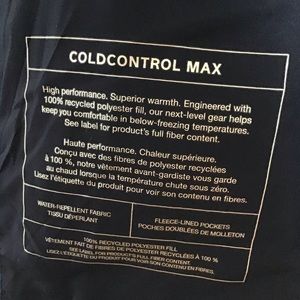 COLDCONTROL MAX
High performance. Superior warmth. Engineered with
100% recycled polyester fill, our next-level gear helps
keep you comfortable in below-freezing temperatures.
See label for product's full fiber content.
Haute performance. Chaleur supérieure.
Conçu avec des fibres de polyester recyclées
à 100 %, notre vêtement avant-gardiste vous garde
au chaud lorsque la température chute sous zéro.
Lisez l'étiquette du produit pour voir son contenu en fibres.
WATER-REPELLENT FABRIC
TISSU DÉPERLANT
FLEECE-LINED POCKETS
POCHES DOUBLÉES DE MOLLETON
100% RECYCLED POLYESTER FILL
VÊTEMENT FAIT DE FIBRES DE POLYESTER RECYCLÉES À 100 %
SEE LABEL FOR PRODUCT'S FULL FIBER CONTENT.
LISEZ L'ÉTIQUETTE DU PRODUIT POUR VOIR SON CONTENU EN FIBRES.